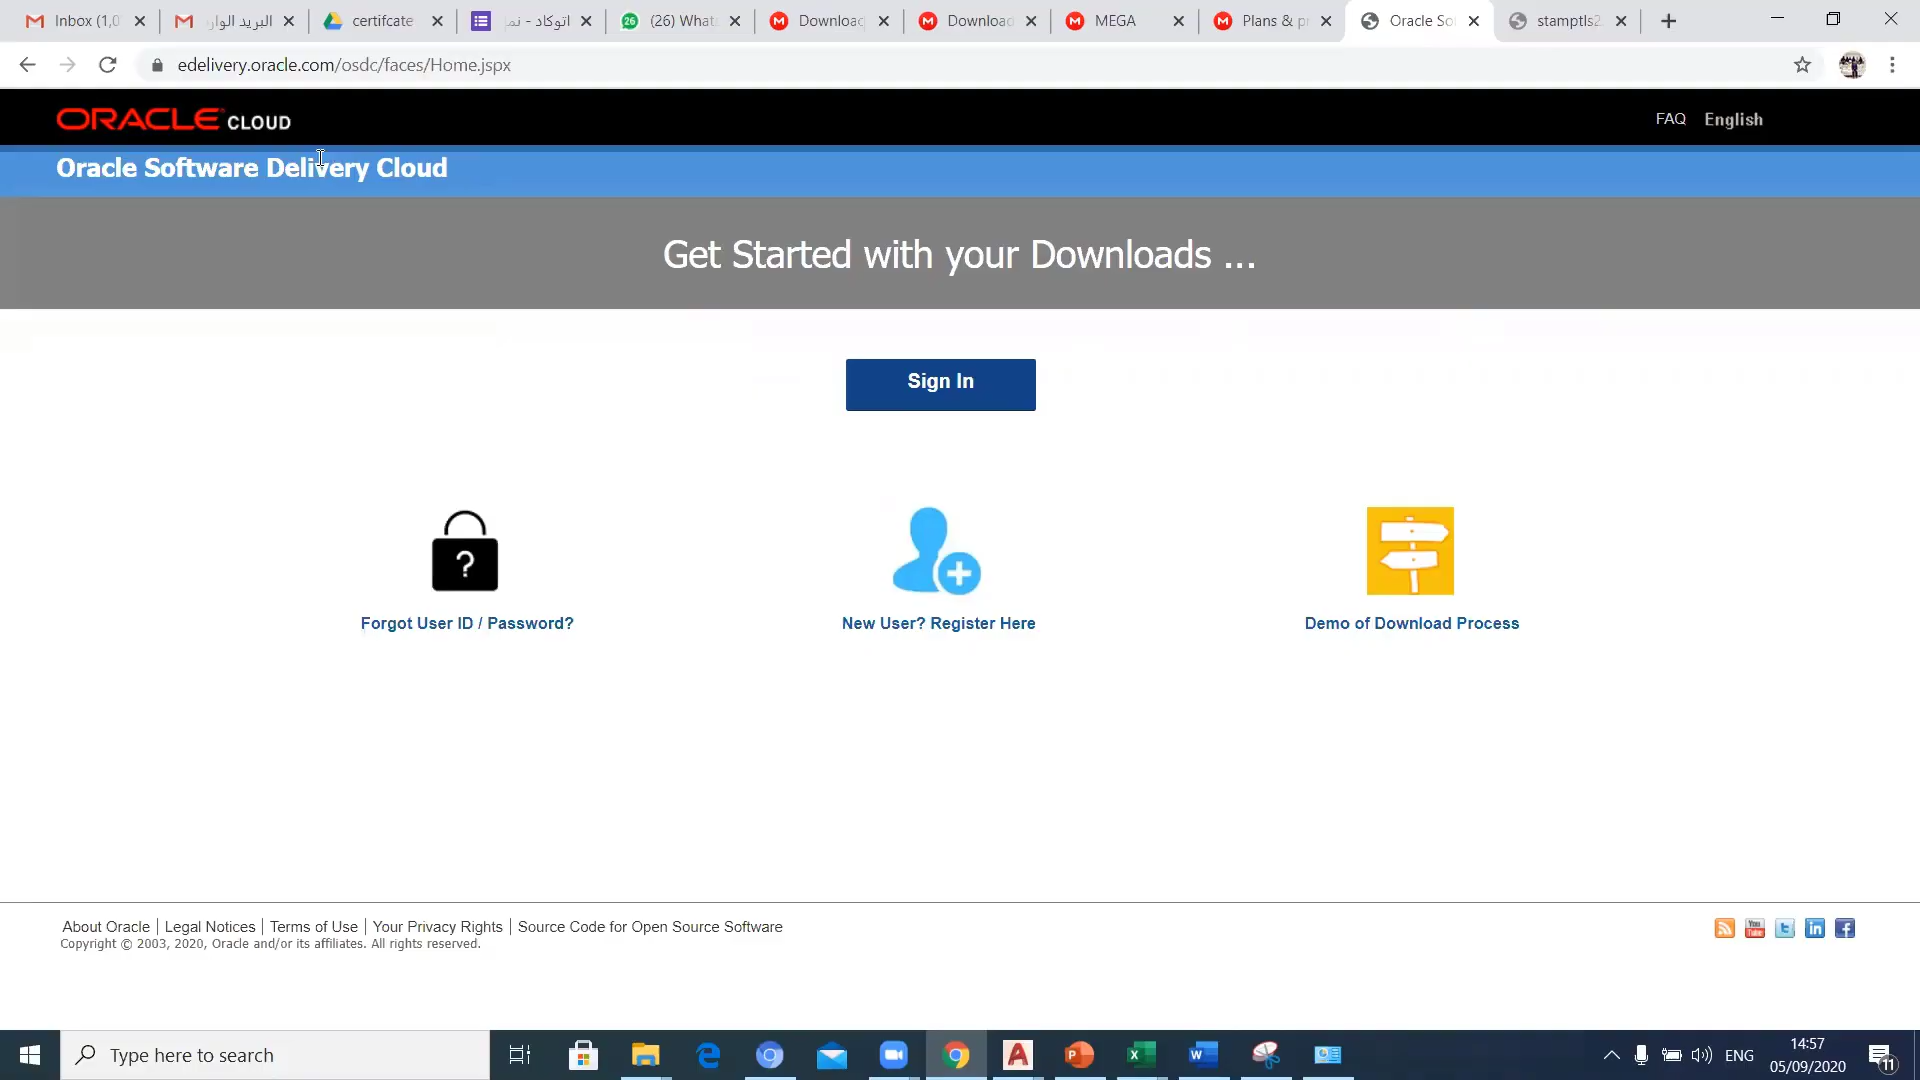 Inbox (1,0
البريد الوار
certifcate
اتوكاد - نم
26 (26) What
Downloac
Download
MEGA
Plans & pr
Oracle So
stamptls2
edelivery.oracle.com/osdc/faces/Home.jspx
ORACLE CLOUD
FAQ English
Oracle Software Delivery Cloud
Get Started with your Downloads ...
Sign In
?
Forgot User ID / Password?
New User? Register Here
Demo of Download Process
About Oracle | Legal Notices | Terms of Use | Your Privacy Rights | Source Code for Open Source Software
Copyright © 2003, 2020, Oracle and/or its affiliates. All rights reserved.
Type here to search
ENG
14:57
05/09/2020
11